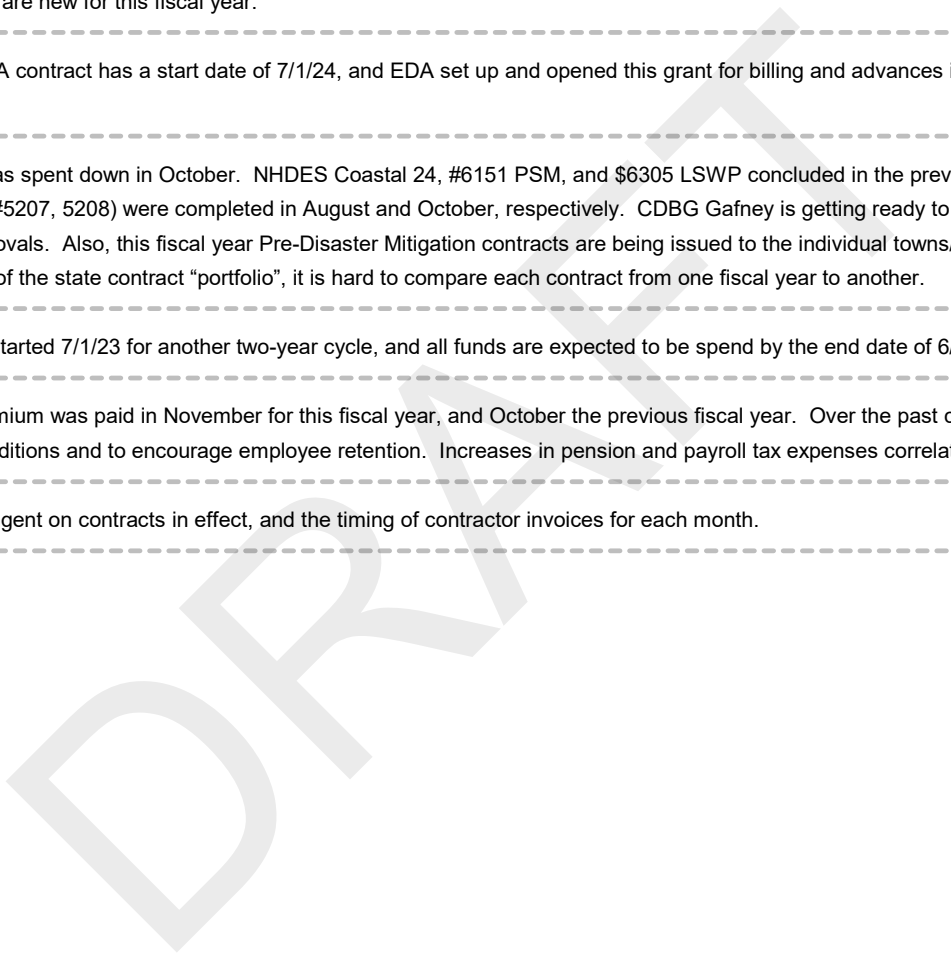 are new for this fiscal year.
A contract has a start date of 7/1/24, and EDA set up and opened this grant for billing and advances i
as spent down in October.  NHDES Coastal 24, #6151 PSM, and $6305 LSWP concluded in the prev
#5207, 5208) were completed in August and October, respectively.  CDBG Gafney is getting ready to
ovals.  Also, this fiscal year Pre-Disaster Mitigation contracts are being issued to the individual towns/
of the state contract “portfolio”, it is hard to compare each contract from one fiscal year to another.
tarted 7/1/23 for another two-year cycle, and all funds are expected to be spend by the end date of 6/
mium was paid in November for this fiscal year, and October the previous fiscal year.  Over the past c
ditions and to encourage employee retention.  Increases in pension and payroll tax expenses correlat
gent on contracts in effect, and the timing of contractor invoices for each month.
DRAFT